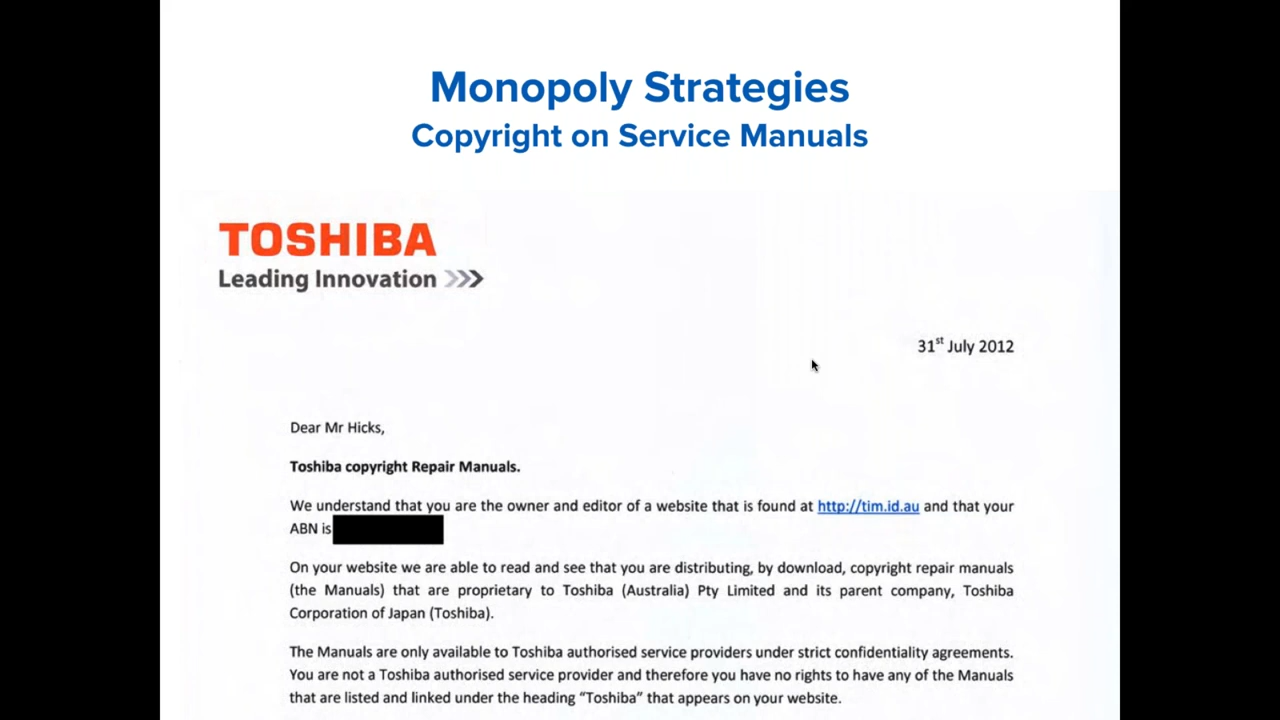 Monopoly Strategies
Copyright on Service Manuals
TOSHIBA
Leading Innovation >>>
31st July 2012
Dear Mr Hicks,
Toshiba copyright Repair Manuals.
We understand that you are the owner and editor of a website that is found at http://tim.id.au and that your
ABN is
On your website we are able to read and see that you are distributing, by download, copyright repair manuals
(the Manuals) that are proprietary to Toshiba (Australia) Pty Limited and its parent company, Toshiba
Corporation of Japan (Toshiba).
The Manuals are only available to Toshiba authorised service providers under strict confidentiality agreements.
You are not a Toshiba authorised service provider and therefore you have no rights to have any of the Manuals
that are listed and linked under the heading “Toshiba” that appears on your website.